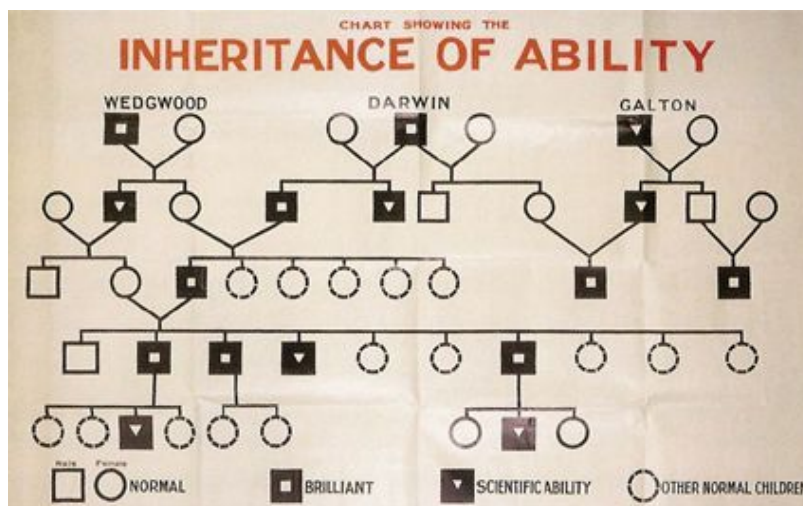 CHART SHOWING THE
INHERITANCE OF ABILITY
WEDGWOOD DARWIN GALTON
Male Female
NORMAL BRILLIANT SCIENTIFIC ABILITY OTHER NORMAL CHILDREN